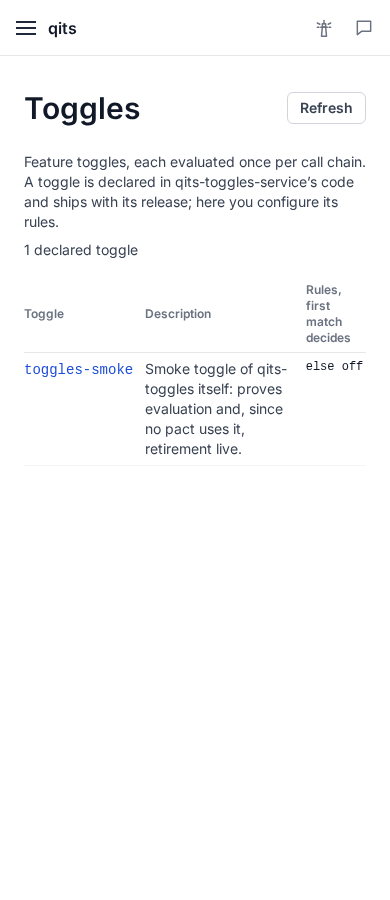 qits
Toggles
Refresh
Feature toggles, each evaluated once per call chain.
A toggle is declared in qits-toggles-service’s code
and ships with its release; here you configure its
rules.
1 declared toggle
Toggle
Description
Rules,
first
match
decides
toggles-smoke
Smoke toggle of qits-
toggles itself: proves
evaluation and, since
no pact uses it,
retirement live.
else off